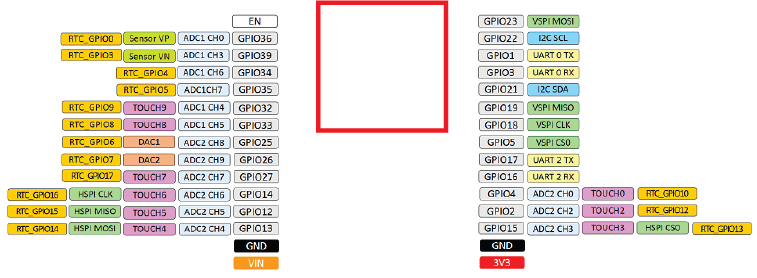 EN
RTC_GPIO0 Sensor VP ADC1 CH0 GPIO36
RTC_GPIO3 Sensor VN ADC1 CH3 GPIO39
RTC_GPIO4 ADC1 CH6 GPIO34
RTC_GPIO5 ADC1CH7 GPIO35
RTC_GPIO9 TOUCH9 ADC1 CH4 GPIO32
RTC_GPIO8 TOUCH8 ADC1 CH5 GPIO33
RTC_GPIO6 DAC1 ADC2 CH8 GPIO25
RTC_GPIO7 DAC2 ADC2 CH9 GPIO26
RTC_GPIO17 TOUCH7 ADC2 CH7 GPIO27
RTC_GPIO16 HSPI CLK TOUCH6 ADC2 CH6 GPIO14
RTC_GPIO15 HSPI MISO TOUCH5 ADC2 CH5 GPIO12
RTC_GPIO14 HSPI MOSI TOUCH4 ADC2 CH4 GPIO13
GND
VIN
GPIO23 VSPI MOSI
GPIO22 I2C SCL
GPIO1 UART 0 TX
GPIO3 UART 0 RX
GPIO21 I2C SDA
GPIO19 VSPI MISO
GPIO18 VSPI CLK
GPIO5 VSPI CS0
GPIO17 UART 2 TX
GPIO16 UART 2 RX
GPIO4 ADC2 CH0 TOUCH0 RTC_GPIO10
GPIO2 ADC2 CH2 TOUCH2 RTC_GPIO12
GPIO15 ADC2 CH3 TOUCH3 HSPI CS0 RTC_GPIO13
GND
3V3